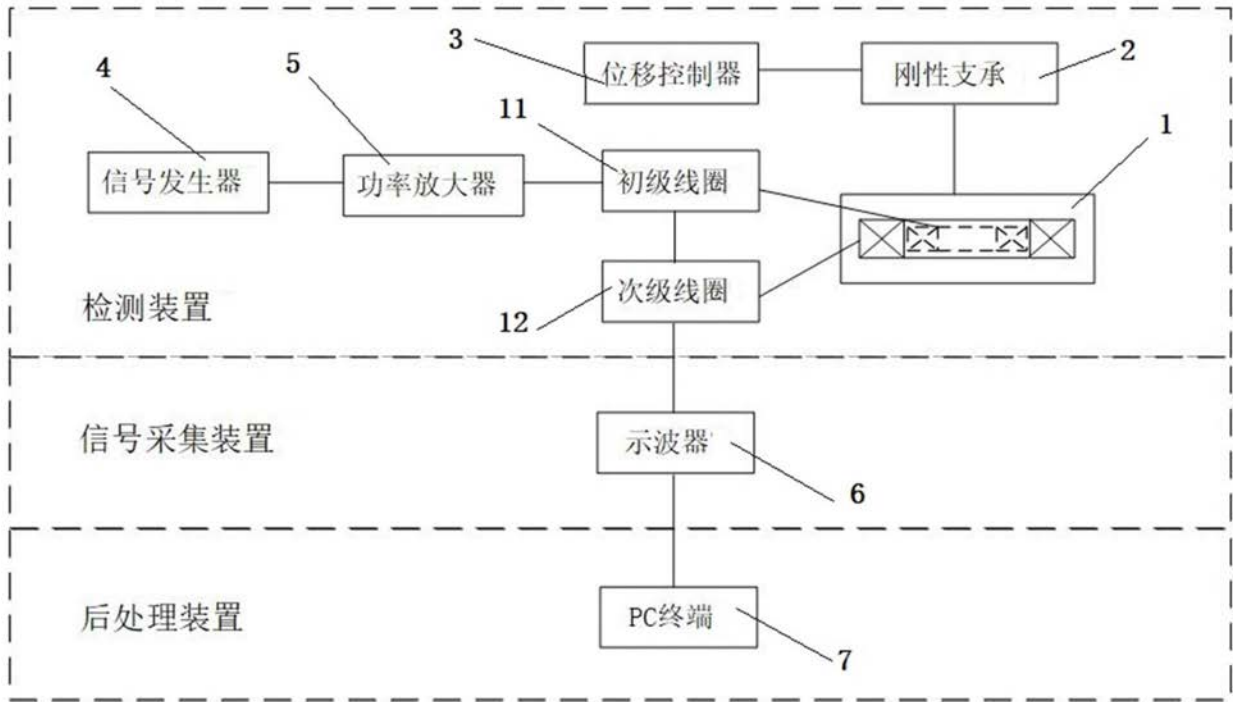 3
位移控制器
刚性支承
2
4
信号发生器
5
功率放大器
11
初级线圈
1
次级线圈
12
检测装置
信号采集装置
示波器
6
后处理装置
PC终端
7